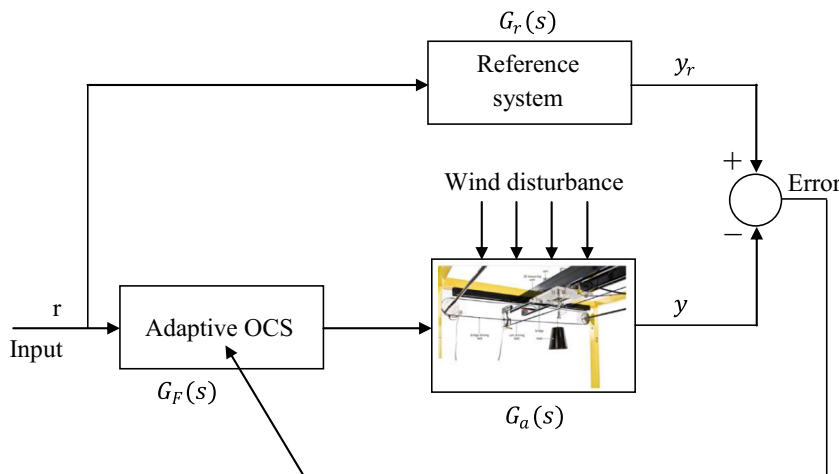 G_r(s)
Reference
system
y_r
+
Error
−
Wind disturbance
r
Input
Adaptive OCS
y
G_F(s)
G_a(s)